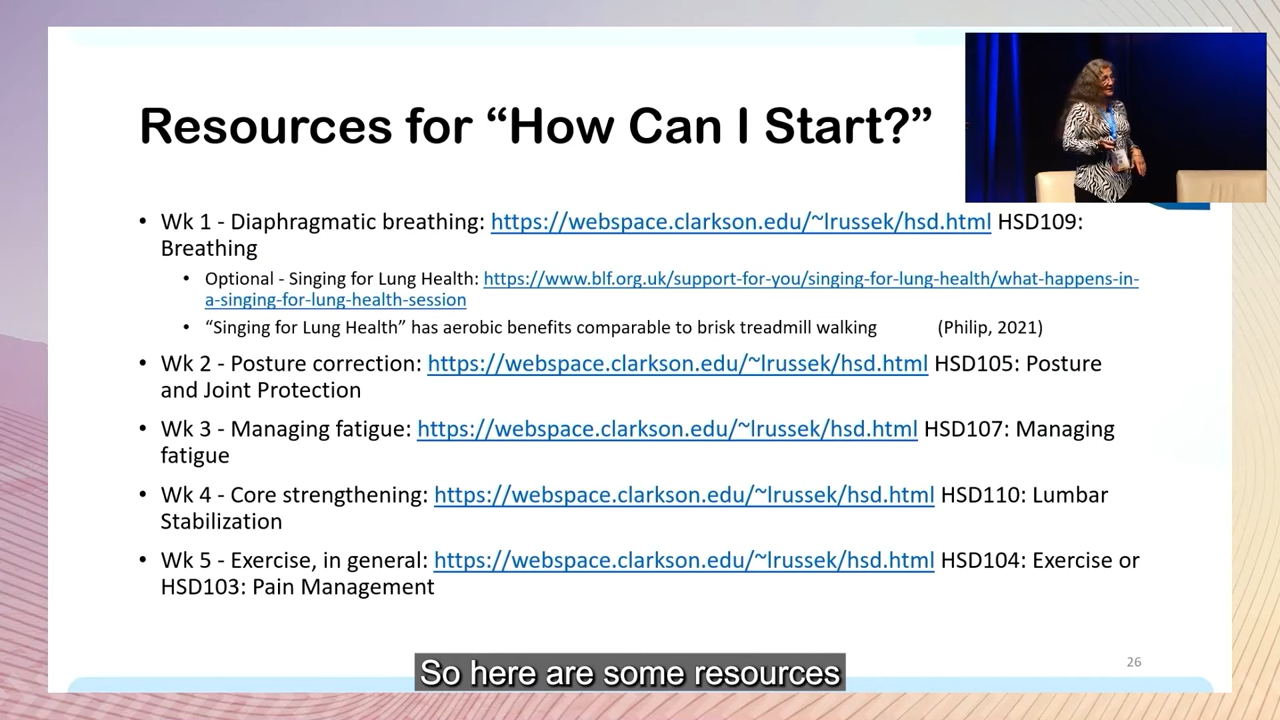 Resources for “How Can I Start?”
• Wk 1 - Diaphragmatic breathing: https://webspace.clarkson.edu/~lrussek/hsd.html HSD109:
Breathing
• Optional - Singing for Lung Health: https://www.blf.org.uk/support-for-you/singing-for-lung-health/what-happens-in-
a-singing-for-lung-health-session
• “Singing for Lung Health” has aerobic benefits comparable to brisk treadmill walking (Philip, 2021)
• Wk 2 - Posture correction: https://webspace.clarkson.edu/~lrussek/hsd.html HSD105: Posture
and Joint Protection
• Wk 3 - Managing fatigue: https://webspace.clarkson.edu/~lrussek/hsd.html HSD107: Managing
fatigue
• Wk 4 - Core strengthening: https://webspace.clarkson.edu/~lrussek/hsd.html HSD110: Lumbar
Stabilization
• Wk 5 - Exercise, in general: https://webspace.clarkson.edu/~lrussek/hsd.html HSD104: Exercise or
HSD103: Pain Management
26
So here are some resources